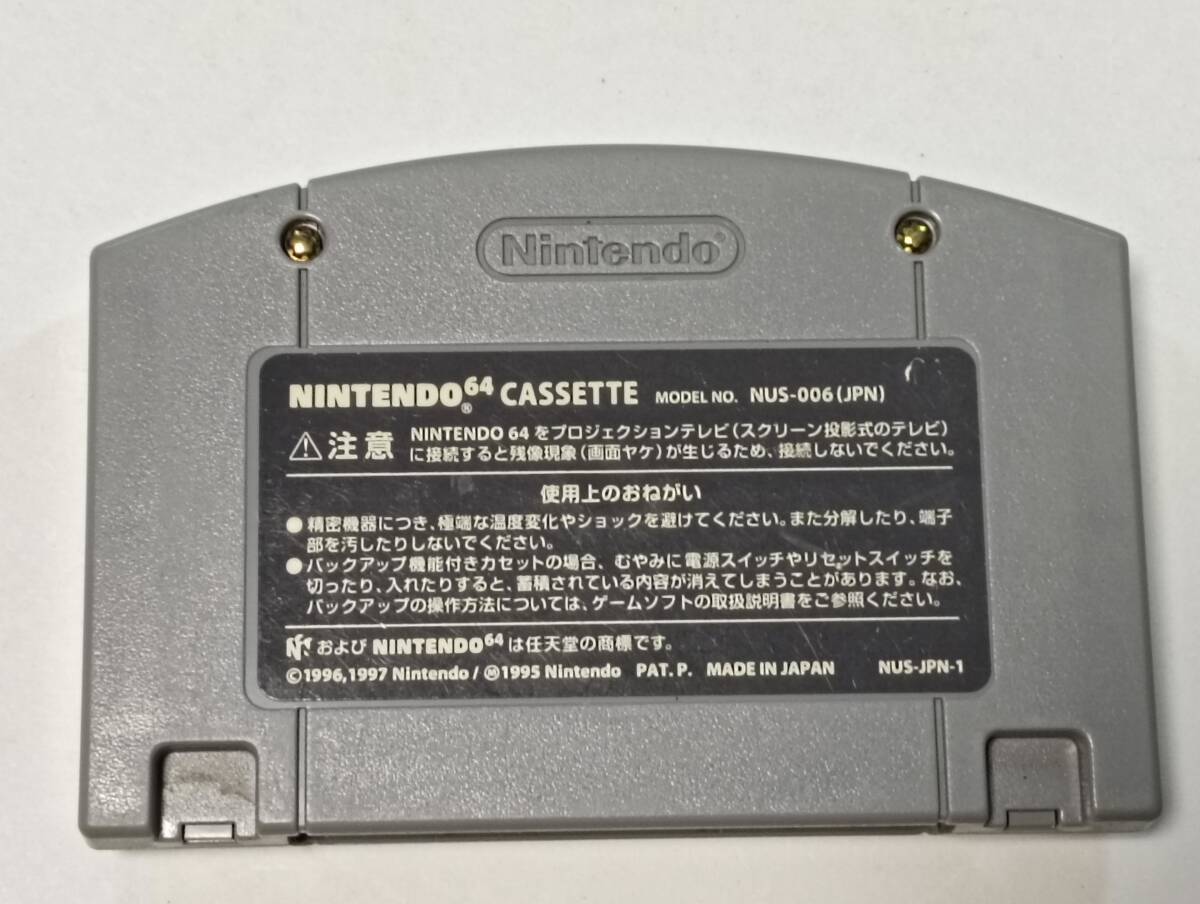 Nintendo®
NINTENDO®64 CASSETTE MODEL NO. NUS-006(JPN)
⚠注意 NINTENDO 64 をプロジェクションテレビ(スクリーン投影式のテレビ)
に接続すると残像現象(画面ヤケ)が生じるため、接続しないでください。
使用上のおねがい
●精密機器につき、極端な温度変化やショックを避けてください。また分解したり、端子
部を汚したりしないでください。
●バックアップ機能付きカセットの場合、むやみに電源スイッチやリセットスイッチを
切ったり、入れたりすると、蓄積されている内容が消えてしまうことがあります。なお、
バックアップの操作方法については、ゲームソフトの取扱説明書をご参照ください。
および NINTENDO64 は任天堂の商標です。
©1996,1997 Nintendo / Ⓜ1995 Nintendo PAT. P. MADE IN JAPAN NUS-JPN-1